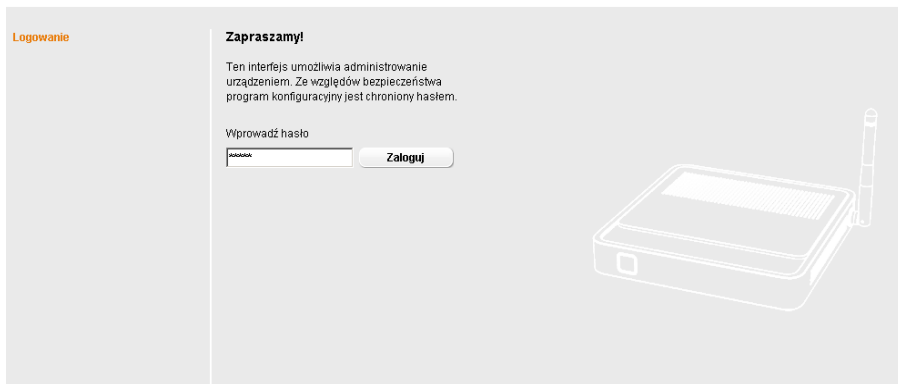 Logowanie
Zapraszamy!
Ten interfejs umożliwia administrowanie
urządzeniem. Ze względów bezpieczeństwa
program konfiguracyjny jest chroniony hasłem.
Wprowadź hasło
*****
Zaloguj